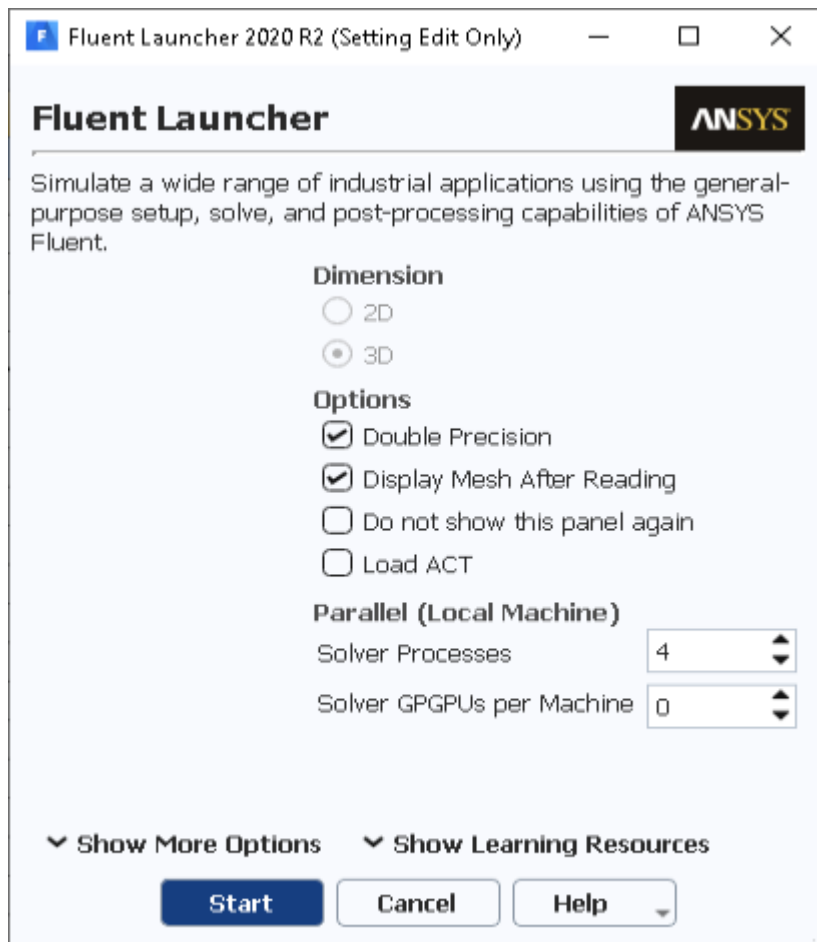 F Fluent Launcher 2020 R2 (Setting Edit Only)
Fluent Launcher
ANSYS
Simulate a wide range of industrial applications using the general-
purpose setup, solve, and post-processing capabilities of ANSYS
Fluent.
Dimension
2D
3D
Options
Double Precision
Display Mesh After Reading
Do not show this panel again
Load ACT
Parallel (Local Machine)
Solver Processes 4
Solver GPGPUs per Machine 0
Show More Options Show Learning Resources
Start Cancel Help